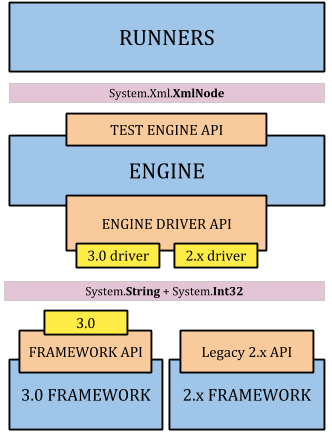 RUNNERS
System.Xml.XmlNode
TEST ENGINE API
ENGINE
ENGINE DRIVER API
3.0 driver
2.x driver
System.String + System.Int32
3.0
FRAMEWORK API
Legacy 2.x API
3.0 FRAMEWORK
2.x FRAMEWORK